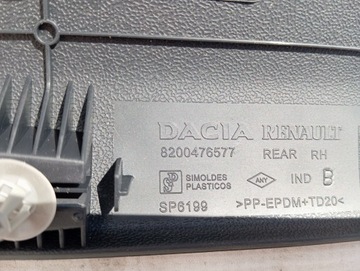 DACIA RENAULT
8200476577 REAR RH
SIMOLDES PLASTICOS ANY IND B
SP6199 >PP-EPDM+TD20<